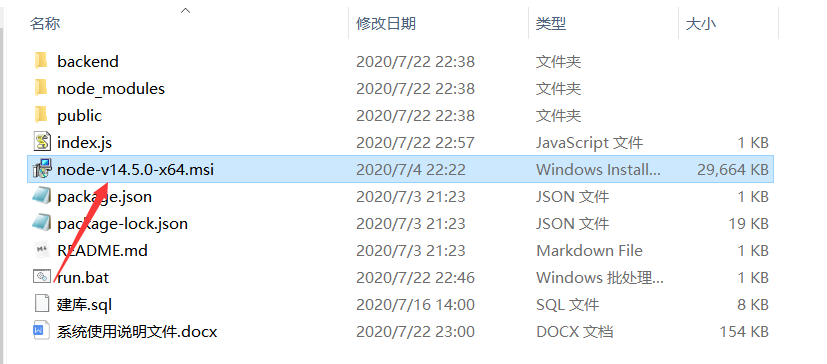 名称 修改日期 类型 大小
backend 2020/7/22 22:38 文件夹
node_modules 2020/7/22 22:38 文件夹
public 2020/7/22 22:38 文件夹
index.js 2020/7/22 22:57 JavaScript 文件 1 KB
node-v14.5.0-x64.msi 2020/7/4 22:22 Windows Install... 29,664 KB
package.json 2020/7/3 21:23 JSON 文件 1 KB
package-lock.json 2020/7/3 21:23 JSON 文件 19 KB
README.md 2020/7/3 21:23 Markdown File 1 KB
run.bat 2020/7/22 22:46 Windows 批处理... 1 KB
建库.sql 2020/7/16 14:00 SQL 文件 8 KB
系统使用说明文件.docx 2020/7/22 23:00 DOCX 文档 154 KB